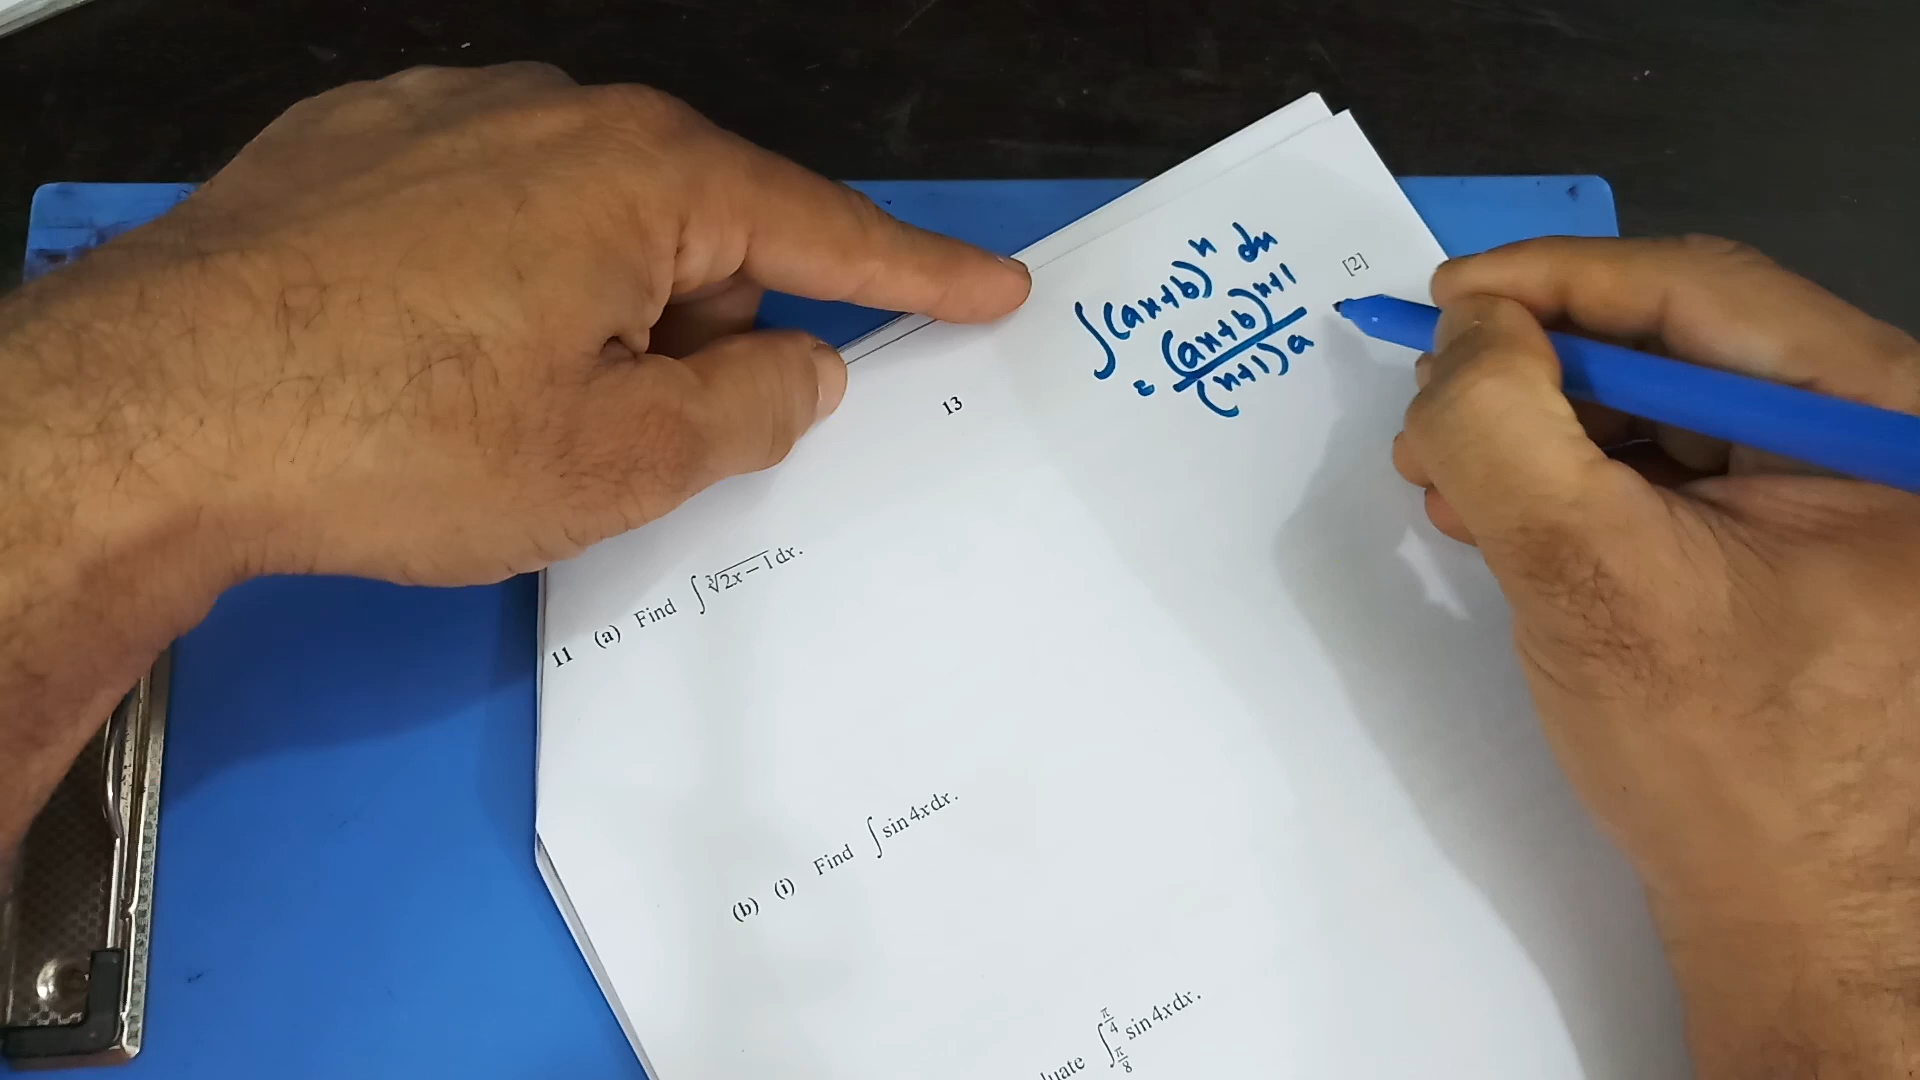 ∫(ax+b)ⁿ dx
= (ax+b)ⁿ⁺¹ / (n+1)a
[2]
13
11 (a) Find ∫ ∛(2x − 1) dx.
(b) (i) Find ∫ sin 4x dx.
∫_{π/8}^{π/4} sin 4x dx.